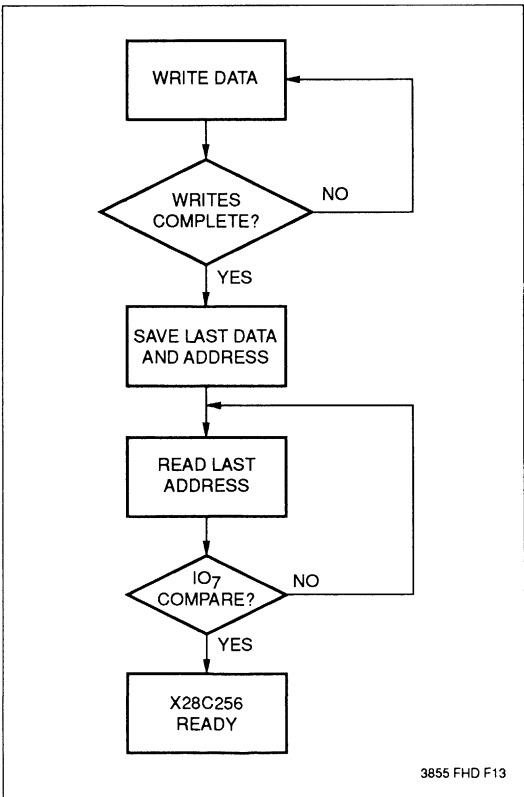 WRITE DATA
WRITES
COMPLETE?
NO
YES
SAVE LAST DATA
AND ADDRESS
READ LAST
ADDRESS
IO7
COMPARE?
NO
YES
X28C256
READY
3855 FHD F13